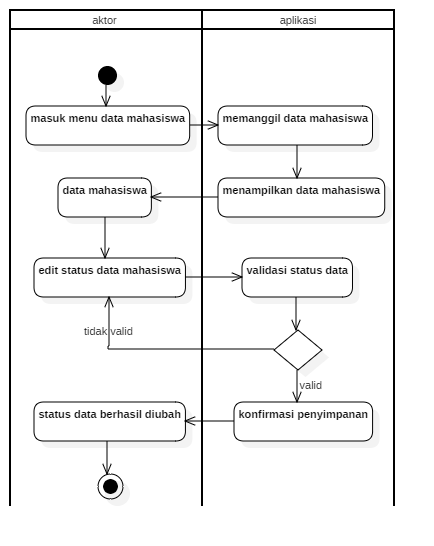 aktor
aplikasi
masuk menu data mahasiswa
memanggil data mahasiswa
data mahasiswa
menampilkan data mahasiswa
edit status data mahasiswa
validasi status data
tidak valid
valid
status data berhasil diubah
konfirmasi penyimpanan